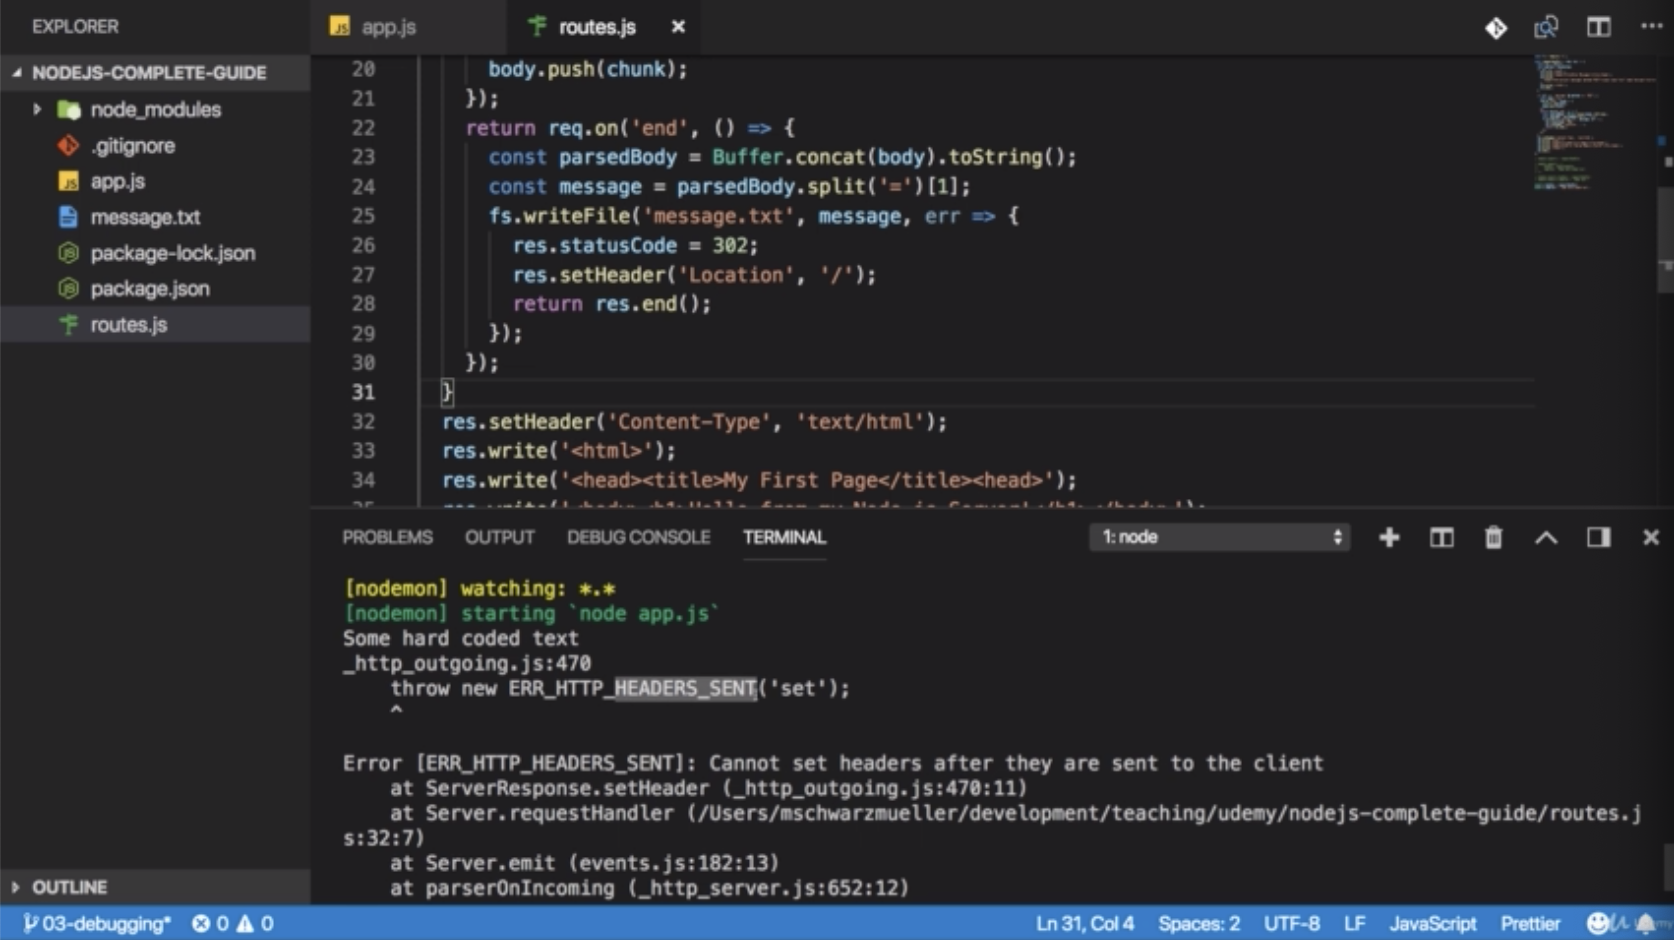 EXPLORER
app.js
routes.js
NODEJS-COMPLETE-GUIDE
node_modules
.gitignore
app.js
message.txt
package-lock.json
package.json
routes.js
20 body.push(chunk);
21 });
22 return req.on('end', () => {
23 const parsedBody = Buffer.concat(body).toString();
24 const message = parsedBody.split('=')[1];
25 fs.writeFile('message.txt', message, err => {
26 res.statusCode = 302;
27 res.setHeader('Location', '/');
28 return res.end();
29 });
30 });
31 }
32 res.setHeader('Content-Type', 'text/html');
33 res.write('<html>');
34 res.write('<head><title>My First Page</title><head>');
PROBLEMS OUTPUT DEBUG CONSOLE TERMINAL 1: node
[nodemon] watching: *.*
[nodemon] starting `node app.js`
Some hard coded text
_http_outgoing.js:470
throw new ERR_HTTP_HEADERS_SENT('set');
^
Error [ERR_HTTP_HEADERS_SENT]: Cannot set headers after they are sent to the client
at ServerResponse.setHeader (_http_outgoing.js:470:11)
at Server.requestHandler (/Users/mschwarzmueller/development/teaching/udemy/nodejs-complete-guide/routes.j
s:32:7)
at Server.emit (events.js:182:13)
at parserOnIncoming (_http_server.js:652:12)
OUTLINE
03-debugging* 0 0 Ln 31, Col 4 Spaces: 2 UTF-8 LF JavaScript Prettier